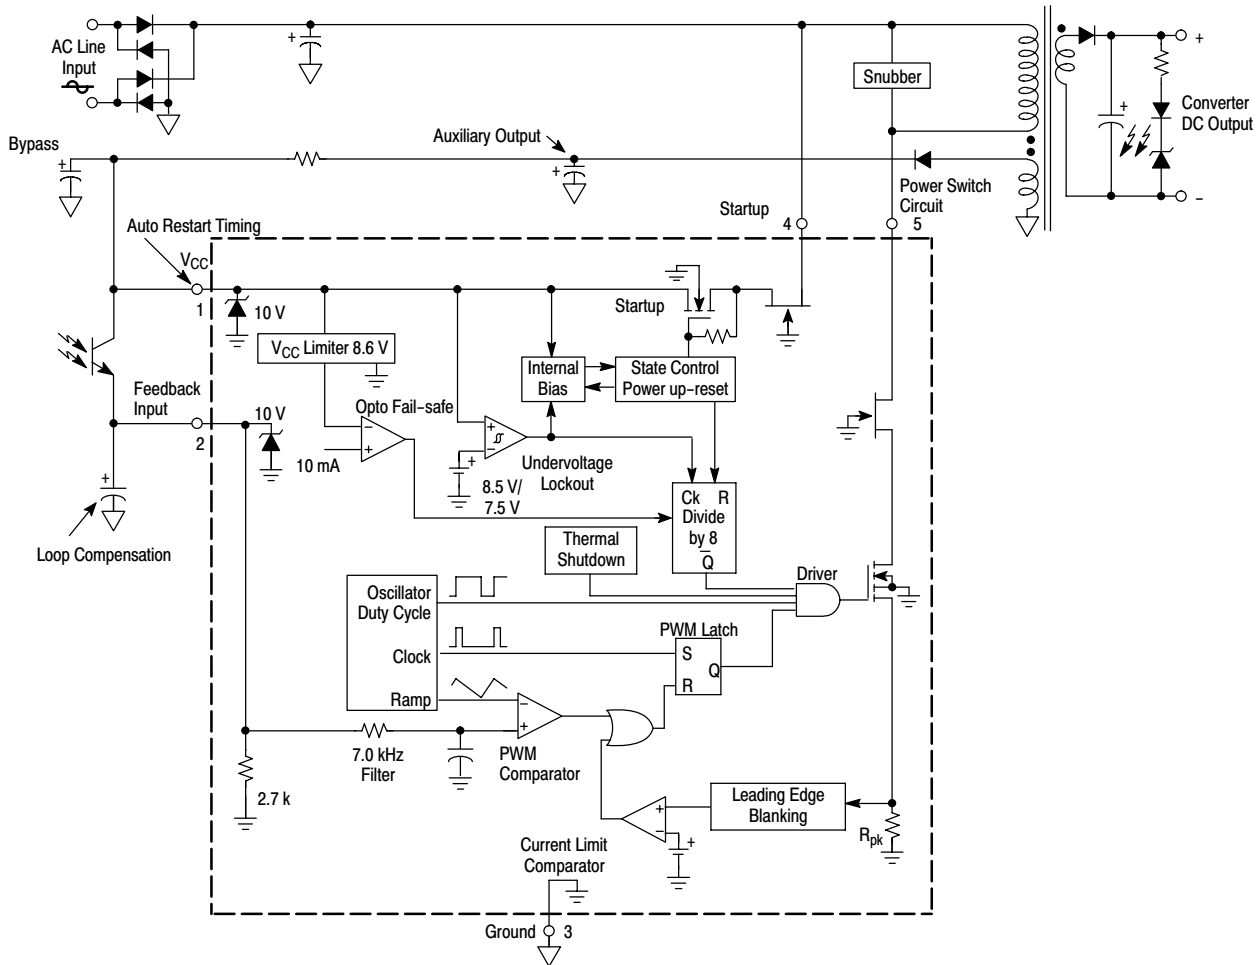 AC Line
Input
+
Snubber
+
+
Converter
DC Output
−
Bypass
+
Auxiliary Output
+
Power Switch
Circuit
Startup
4
5
Auto Restart Timing
VCC
1
10 V
Startup
VCC Limiter 8.6 V
Internal
Bias
State Control
Power up−reset
Feedback
Input
2
10 V
Opto Fail−safe
−
+
10 mA
+
−
+
8.5 V/
7.5 V
Undervoltage
Lockout
Ck R
Divide
by 8
Q
+
Loop Compensation
Thermal
Shutdown
Driver
Oscillator
Duty Cycle
Clock
Ramp
PWM Latch
S
Q
R
−
+
7.0 kHz
Filter
PWM
Comparator
2.7 k
Leading Edge
Blanking
+
−
+
Rpk
Current Limit
Comparator
Ground 3